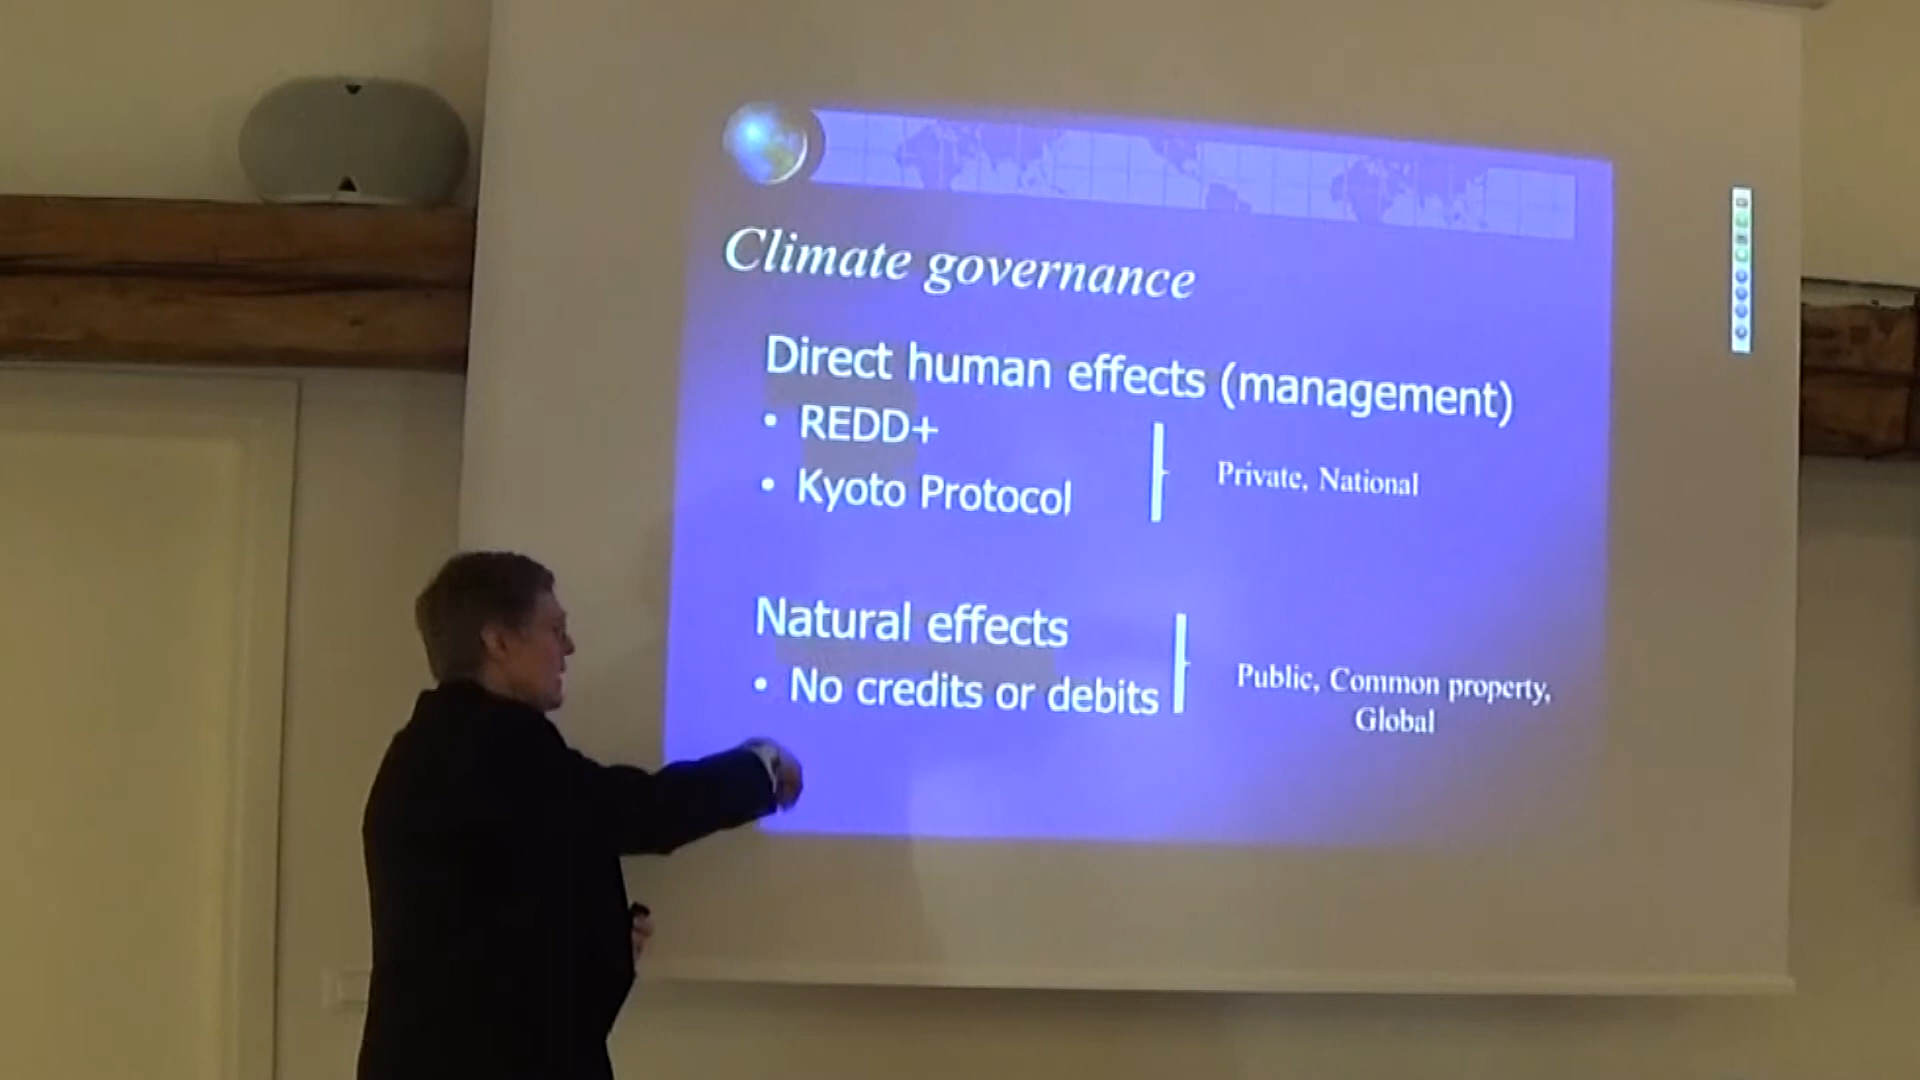 Climate governance
Direct human effects (management)
• REDD+
• Kyoto Protocol
Private, National
Natural effects
• No credits or debits
Public, Common property,
Global